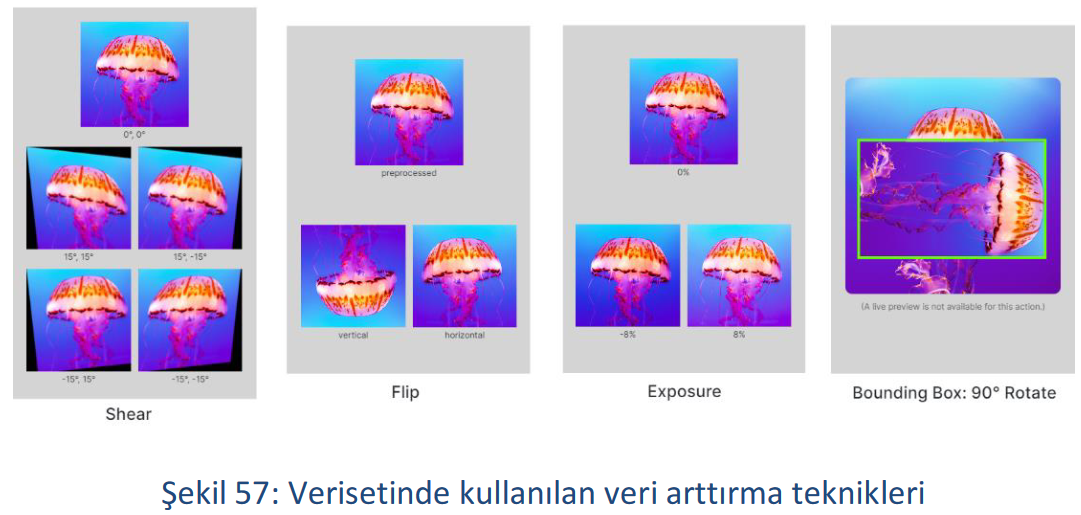 0°, 0°
15°, 15°
15°, -15°
-15°, 15°
-15°, -15°
Shear
preprocessed
vertical
horizontal
Flip
0%
-8%
8%
Exposure
(A live preview is not available for this action.)
Bounding Box: 90° Rotate
Şekil 57: Verisetinde kullanılan veri arttırma teknikleri